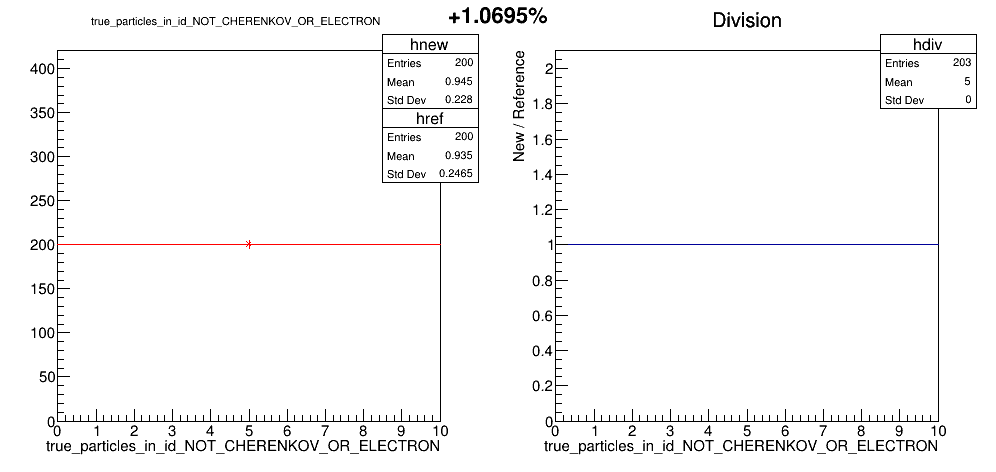 true_particles_in_id_NOT_CHERENKOV_OR_ELECTRON
+1.0695%
Division
hnew
Entries 200
Mean 0.945
Std Dev 0.228
href
Entries 200
Mean 0.935
Std Dev 0.2465
400
350
300
250
200
150
100
50
0
0 1 2 3 4 5 6 7 8 9 10
true_particles_in_id_NOT_CHERENKOV_OR_ELECTRON
hdiv
Entries 203
Mean 5
Std Dev 0
New / Reference
2
1.8
1.6
1.4
1.2
1
0.8
0.6
0.4
0.2
0
0 1 2 3 4 5 6 7 8 9 10
true_particles_in_id_NOT_CHERENKOV_OR_ELECTRON